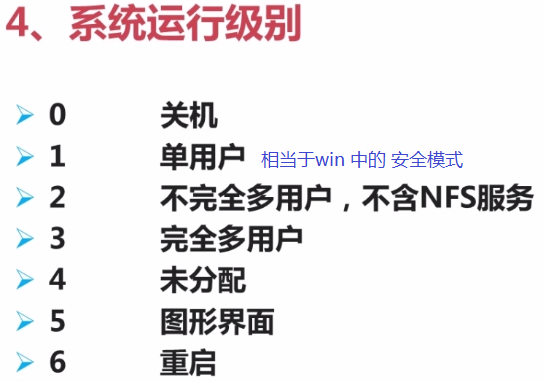 4、系统运行级别
0 关机
1 单用户 相当于win 中的 安全模式
2 不完全多用户，不含NFS服务
3 完全多用户
4 未分配
5 图形界面
6 重启